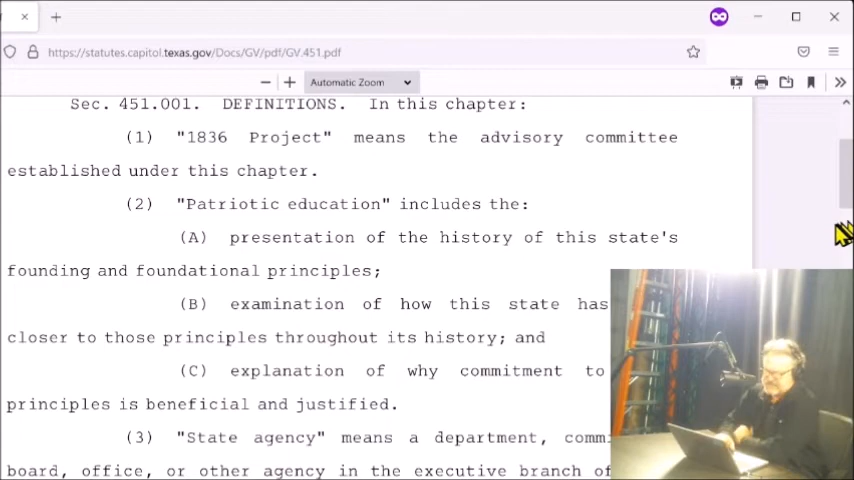 https://statutes.capitol.texas.gov/Docs/GV/pdf/GV.451.pdf
Automatic Zoom
Sec. 451.001. DEFINITIONS. In this chapter:
(1) "1836 Project" means the advisory committee
established under this chapter.
(2) "Patriotic education" includes the:
(A) presentation of the history of this state's
founding and foundational principles;
(B) examination of how this state has
closer to those principles throughout its history; and
(C) explanation of why commitment to
principles is beneficial and justified.
(3) "State agency" means a department,
board, office, or other agency in the executive branch of